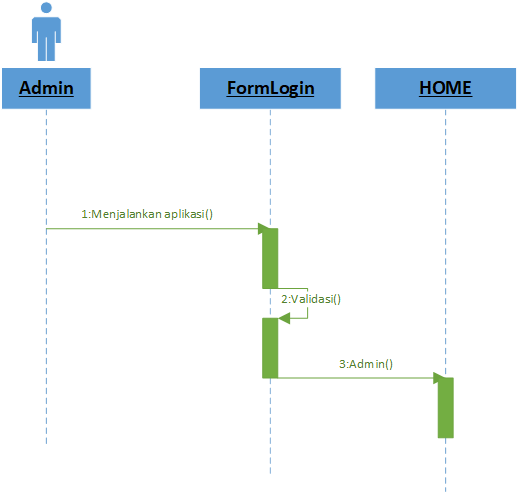 Admin
FormLogin
HOME
1:Menjalankan aplikasi()
2:Validasi()
3:Admin()